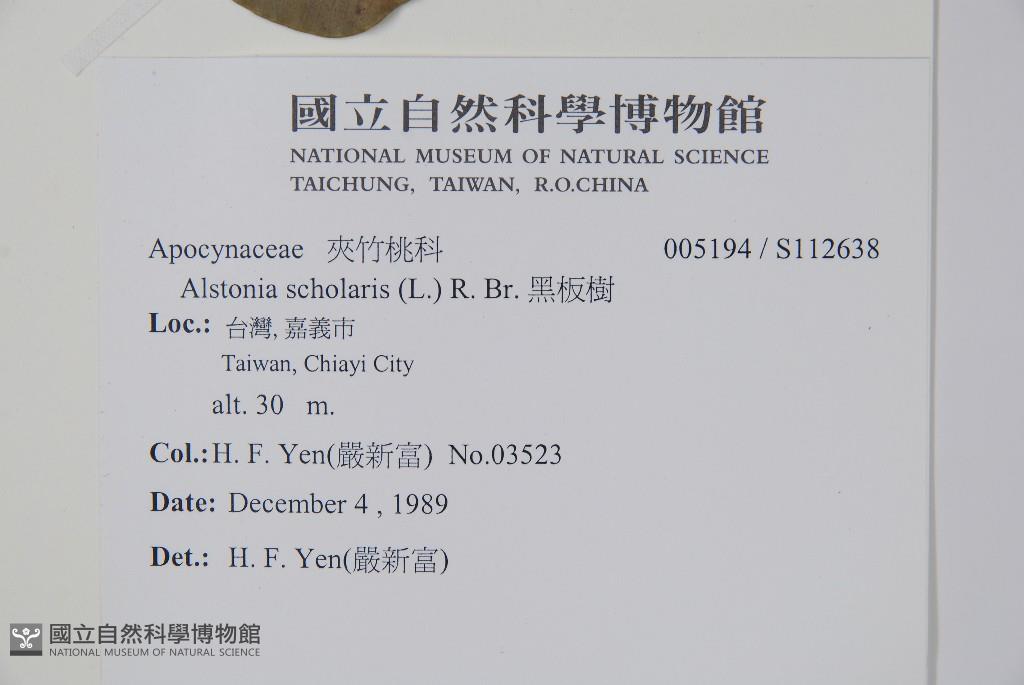 國立自然科學博物館
NATIONAL MUSEUM OF NATURAL SCIENCE
TAICHUNG, TAIWAN, R.O.CHINA
Apocynaceae 夾竹桃科 005194 / S112638
Alstonia scholaris (L.) R. Br. 黑板樹
Loc.: 台灣, 嘉義市
Taiwan, Chiayi City
alt. 30 m.
Col.:H. F. Yen(嚴新富) No.03523
Date: December 4 , 1989
Det.: H. F. Yen(嚴新富)
國立自然科學博物館
NATIONAL MUSEUM OF NATURAL SCIENCE